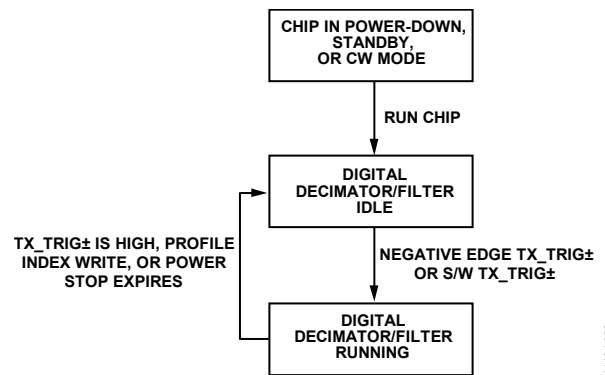 CHIP IN POWER-DOWN,
STANDBY,
OR CW MODE
RUN CHIP
DIGITAL
DECIMATOR/FILTER
IDLE
TX_TRIG± IS HIGH, PROFILE
INDEX WRITE, OR POWER
STOP EXPIRES
NEGATIVE EDGE TX_TRIG±
OR S/W TX_TRIG±
DIGITAL
DECIMATOR/FILTER
RUNNING